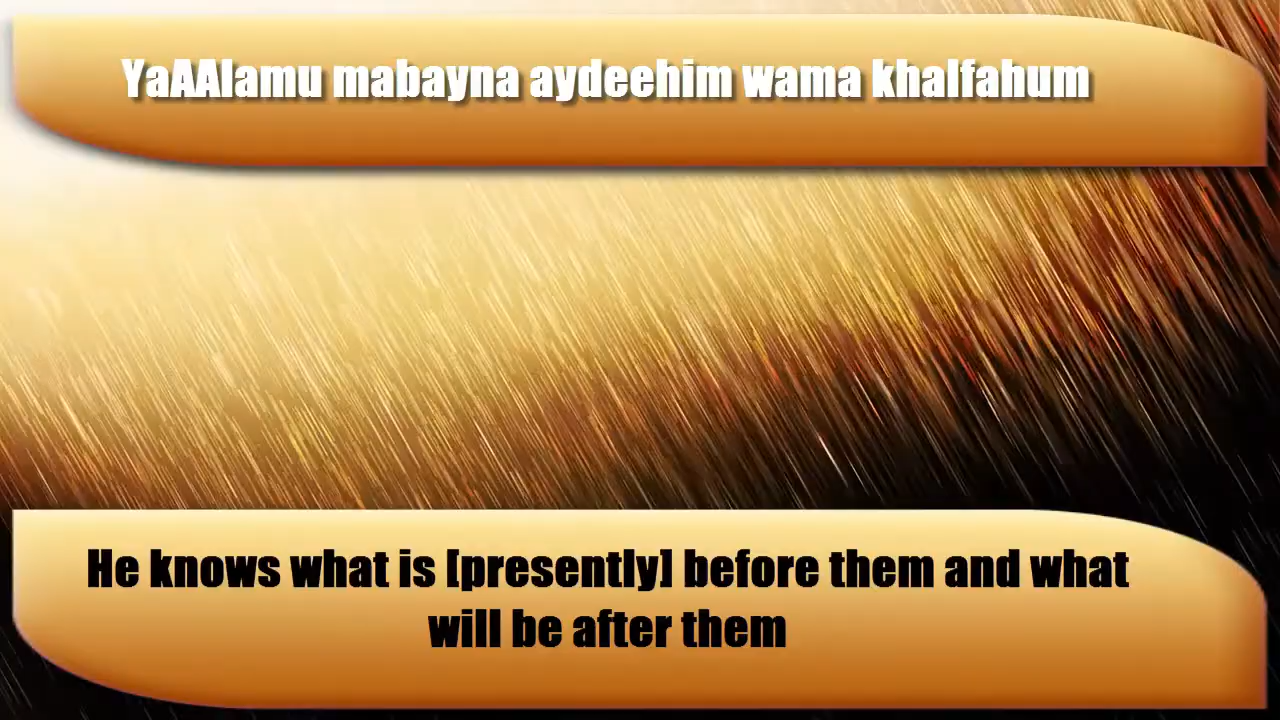 YaAAlamu mabayna aydeehim wama khalfahum
He knows what is [presently] before them and what
will be after them